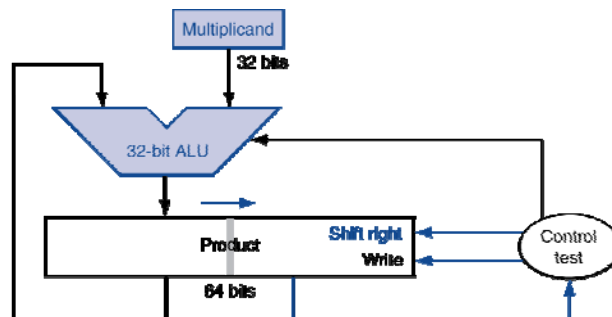 Multiplicand
32 bits
32-bit ALU
Product
Shift right
Write
Control
test
64 bits